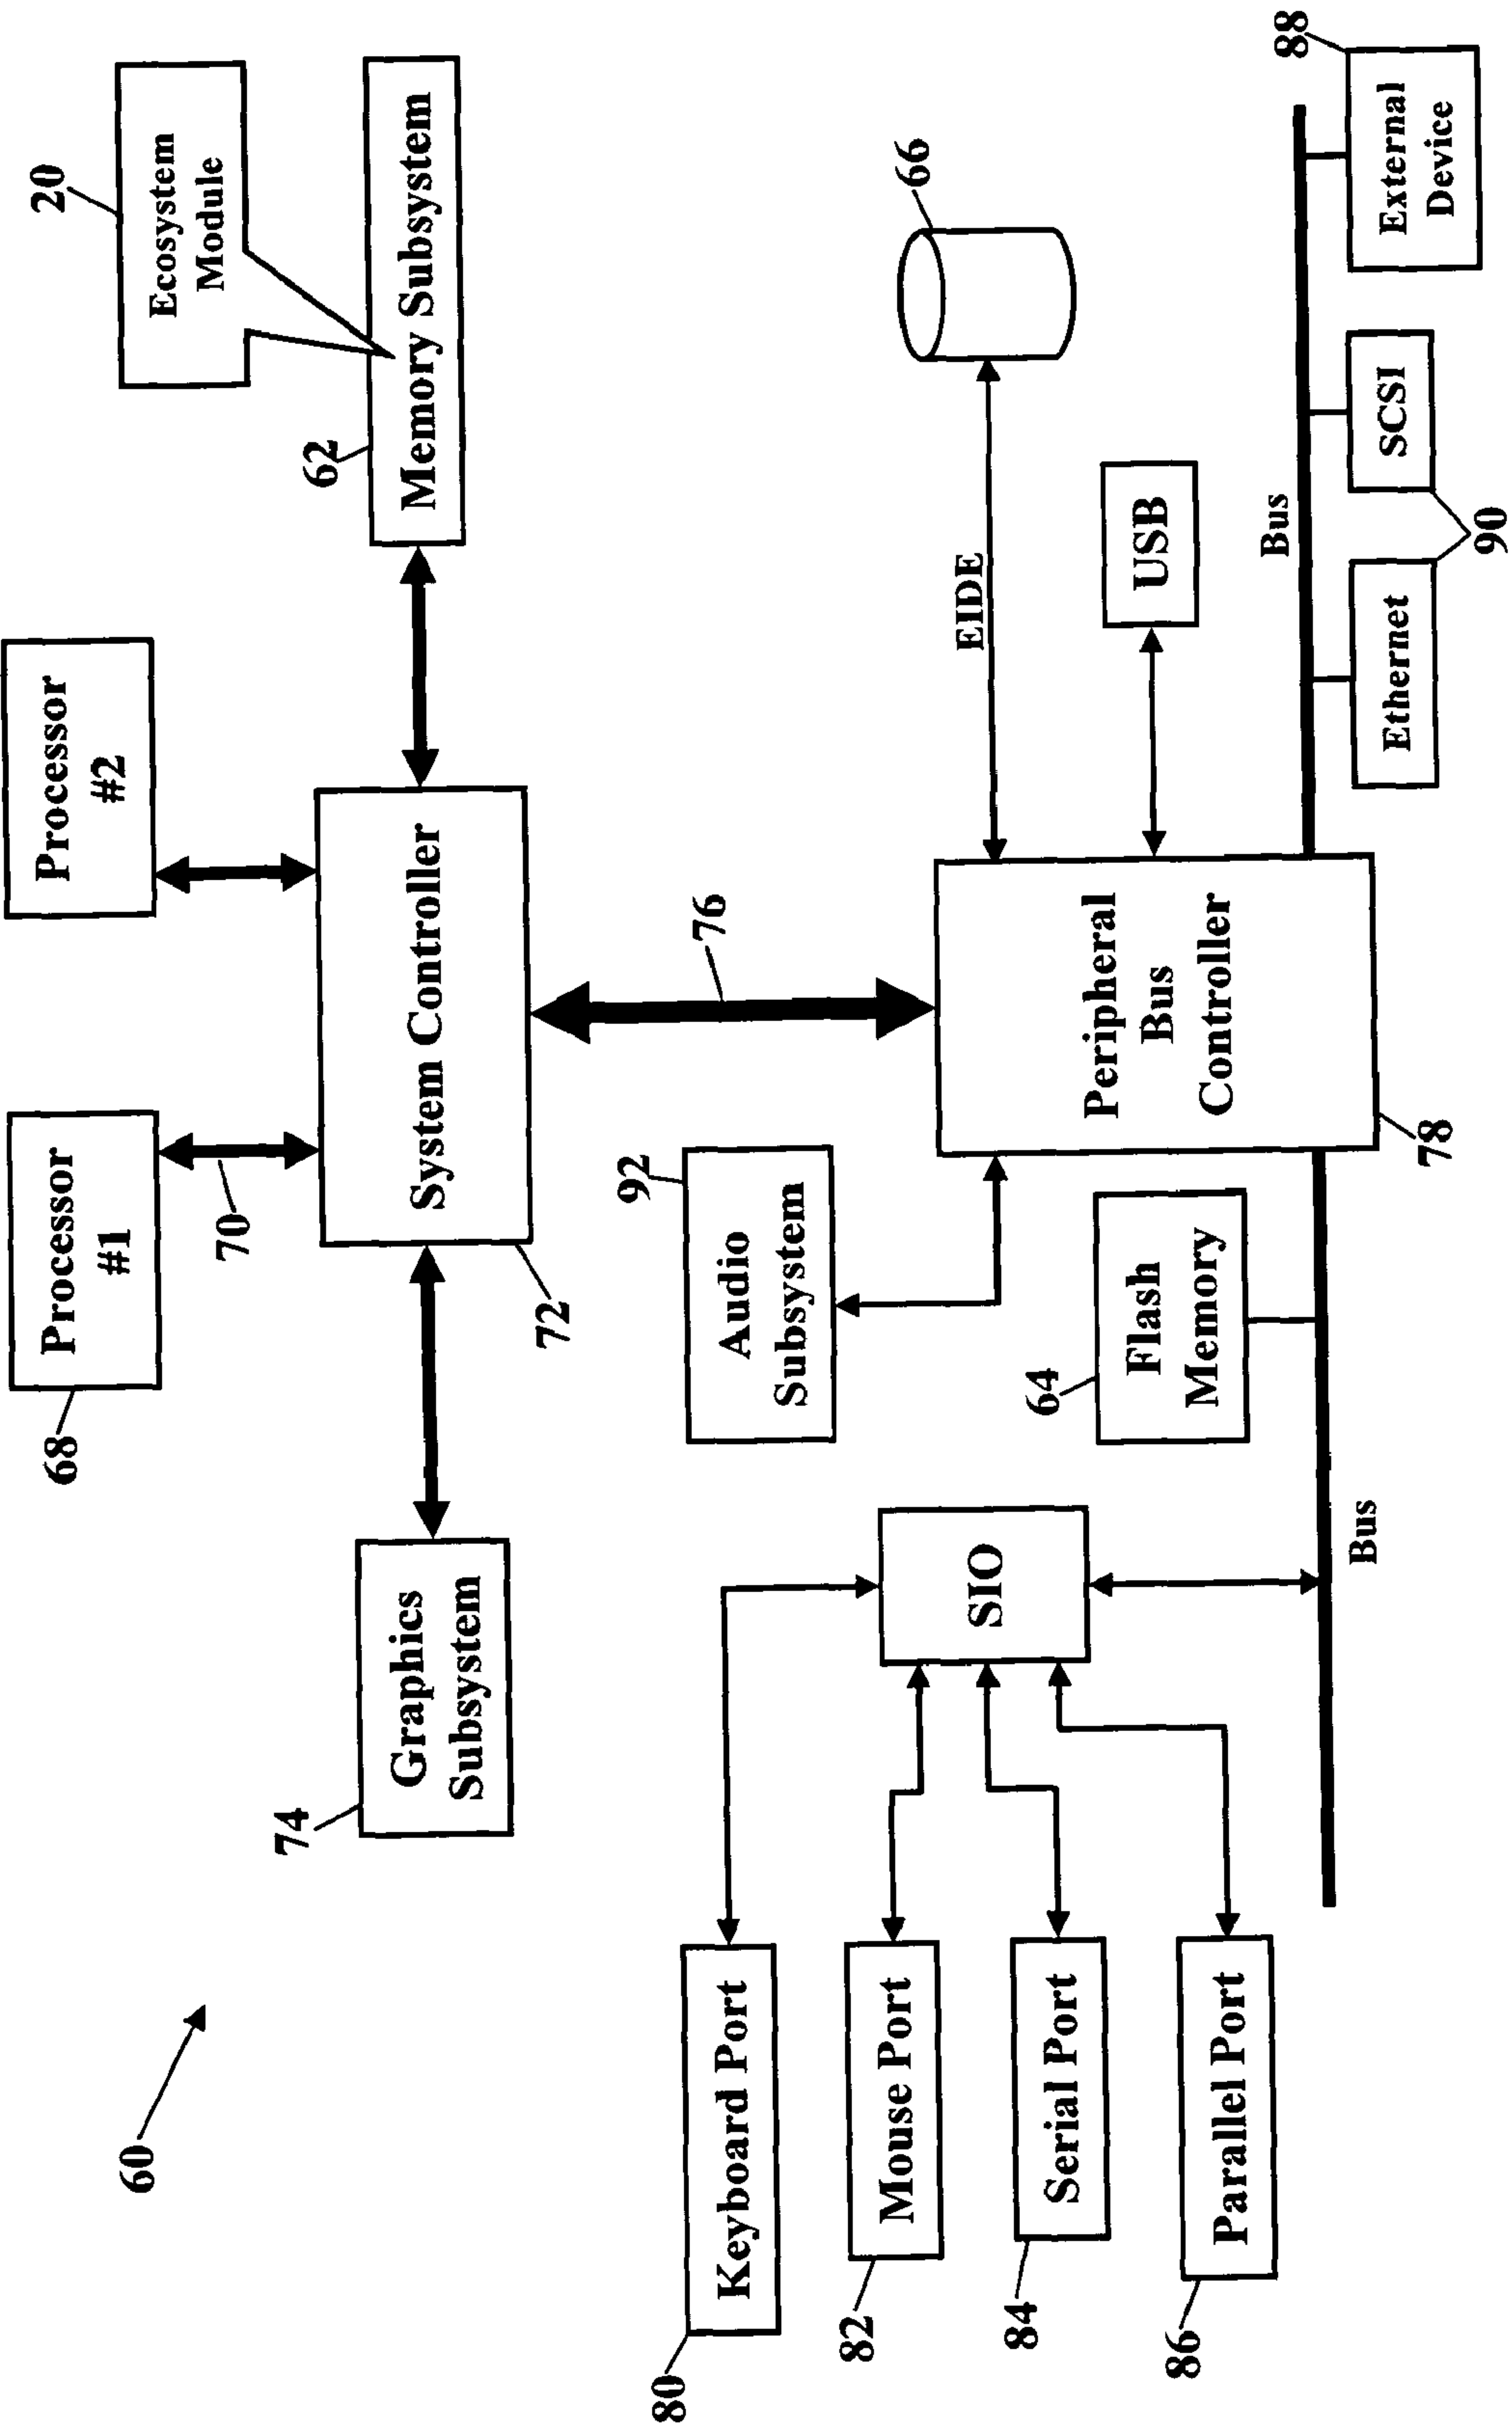 60
68
Processor
#1
Processor
#2
20
Ecosystem
Module
70
74
Graphics
Subsystem
System Controller
72
62
Memory Subsystem
76
80
Keyboard Port
82
Mouse Port
84
Serial Port
86
Parallel Port
SIO
92
Audio
Subsystem
64
Flash
Memory
Bus
Peripheral
Bus
Controller
78
66
EIDE
USB
Bus
Ethernet
SCSI
90
External
Device
88